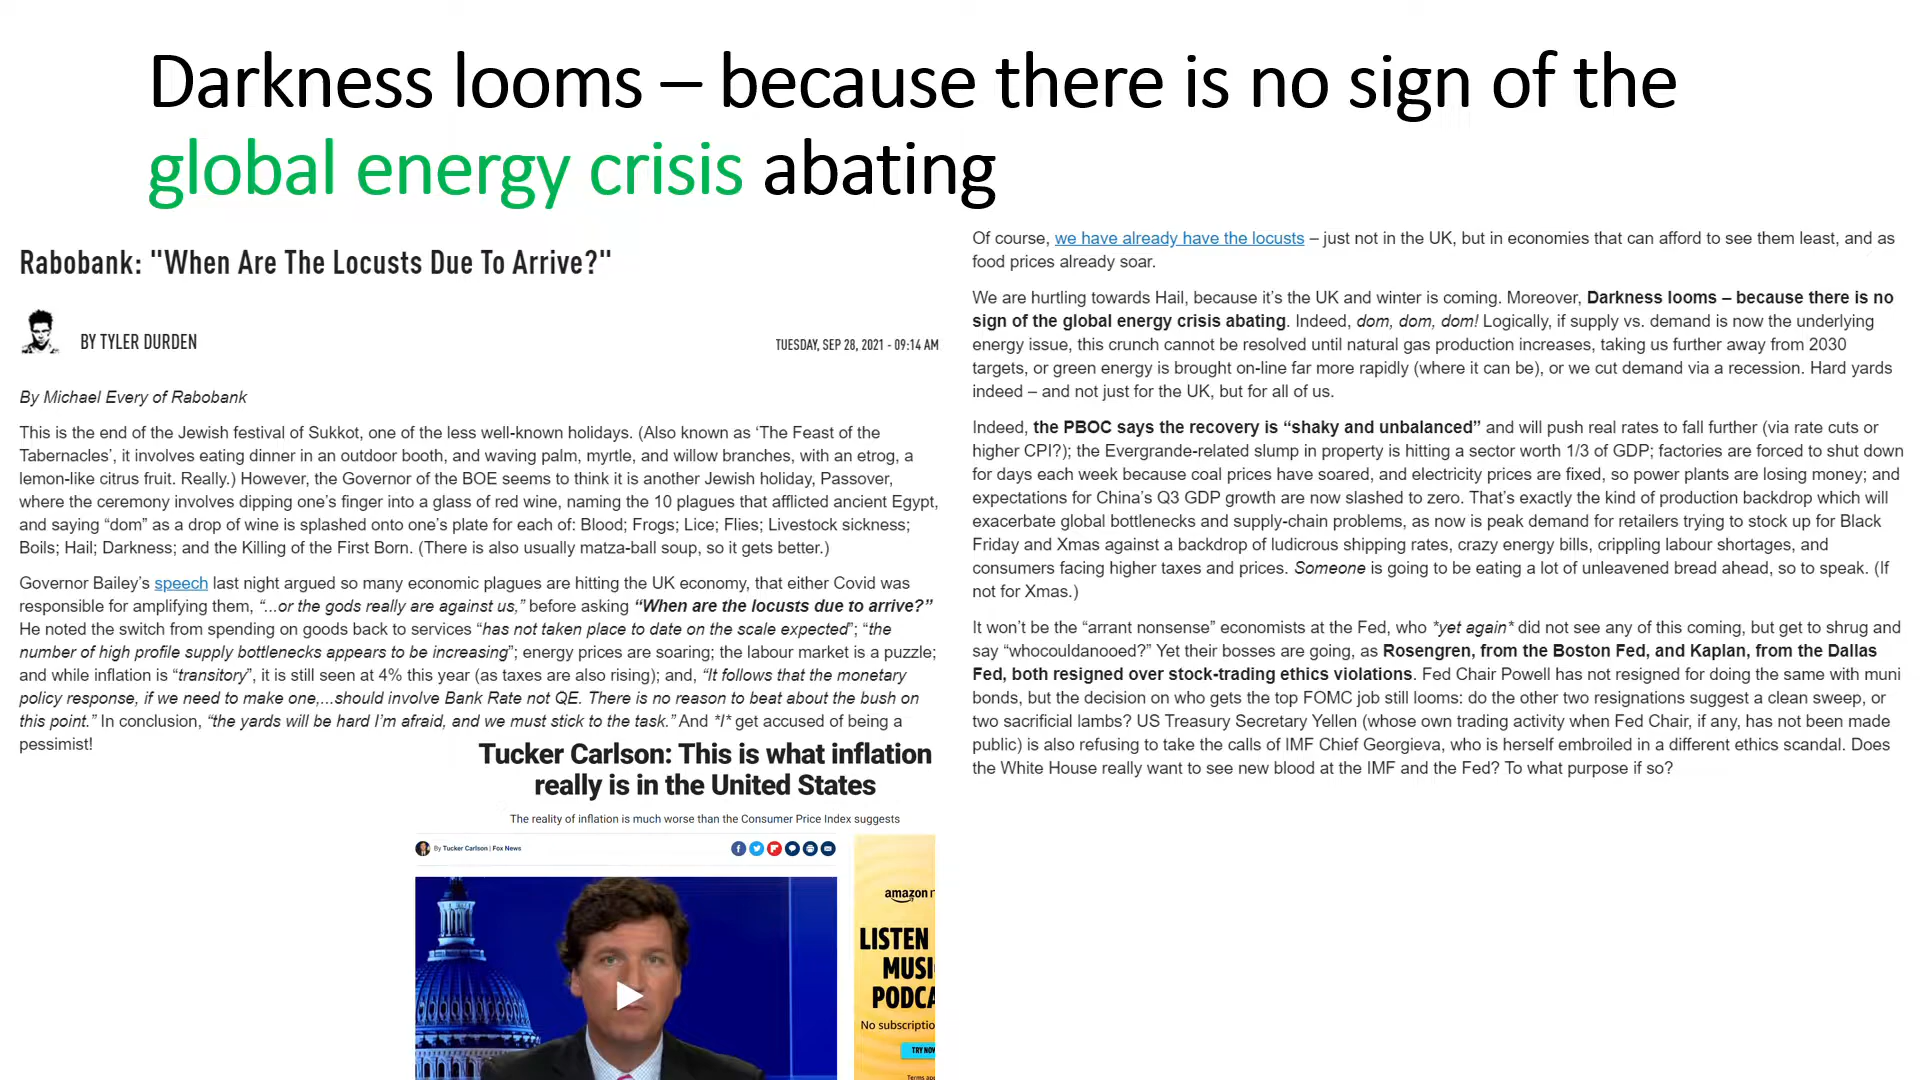 Darkness looms – because there is no sign of the
global energy crisis abating
Rabobank: "When Are The Locusts Due To Arrive?"
BY TYLER DURDEN
TUESDAY, SEP 28, 2021 - 09:14 AM
By Michael Every of Rabobank
This is the end of the Jewish festival of Sukkot, one of the less well-known holidays. (Also known as ‘The Feast of the
Tabernacles’, it involves eating dinner in an outdoor booth, and waving palm, myrtle, and willow branches, with an etrog, a
lemon-like citrus fruit. Really.) However, the Governor of the BOE seems to think it is another Jewish holiday, Passover,
where the ceremony involves dipping one’s finger into a glass of red wine, naming the 10 plagues that afflicted ancient Egypt,
and saying “dom” as a drop of wine is splashed onto one’s plate for each of: Blood; Frogs; Lice; Flies; Livestock sickness;
Boils; Hail; Darkness; and the Killing of the First Born. (There is also usually matza-ball soup, so it gets better.)
Governor Bailey’s speech last night argued so many economic plagues are hitting the UK economy, that either Covid was
responsible for amplifying them, “...or the gods really are against us,” before asking “When are the locusts due to arrive?”
He noted the switch from spending on goods back to services “has not taken place to date on the scale expected”; “the
number of high profile supply bottlenecks appears to be increasing”; energy prices are soaring; the labour market is a puzzle;
and while inflation is “transitory”, it is still seen at 4% this year (as taxes are also rising); and, “It follows that the monetary
policy response, if we need to make one,...should involve Bank Rate not QE. There is no reason to beat about the bush on
this point.” In conclusion, “the yards will be hard I’m afraid, and we must stick to the task.” And *I* get accused of being a
pessimist!
Tucker Carlson: This is what inflation
really is in the United States
The reality of inflation is much worse than the Consumer Price Index suggests
By Tucker Carlson | Fox News
amazon
LISTEN
MUSI
PODCA
No subscriptio
TRY NOW
Terms
Of course, we have already have the locusts – just not in the UK, but in economies that can afford to see them least, and as
food prices already soar.
We are hurtling towards Hail, because it’s the UK and winter is coming. Moreover, Darkness looms – because there is no
sign of the global energy crisis abating. Indeed, dom, dom, dom! Logically, if supply vs. demand is now the underlying
energy issue, this crunch cannot be resolved until natural gas production increases, taking us further away from 2030
targets, or green energy is brought on-line far more rapidly (where it can be), or we cut demand via a recession. Hard yards
indeed – and not just for the UK, but for all of us.
Indeed, the PBOC says the recovery is “shaky and unbalanced” and will push real rates to fall further (via rate cuts or
higher CPI?); the Evergrande-related slump in property is hitting a sector worth 1/3 of GDP; factories are forced to shut down
for days each week because coal prices have soared, and electricity prices are fixed, so power plants are losing money; and
expectations for China’s Q3 GDP growth are now slashed to zero. That’s exactly the kind of production backdrop which will
exacerbate global bottlenecks and supply-chain problems, as now is peak demand for retailers trying to stock up for Black
Friday and Xmas against a backdrop of ludicrous shipping rates, crazy energy bills, crippling labour shortages, and
consumers facing higher taxes and prices. Someone is going to be eating a lot of unleavened bread ahead, so to speak. (If
not for Xmas.)
It won’t be the “arrant nonsense” economists at the Fed, who *yet again* did not see any of this coming, but get to shrug and
say “whocouldanooed?” Yet their bosses are going, as Rosengren, from the Boston Fed, and Kaplan, from the Dallas
Fed, both resigned over stock-trading ethics violations. Fed Chair Powell has not resigned for doing the same with muni
bonds, but the decision on who gets the top FOMC job still looms: do the other two resignations suggest a clean sweep, or
two sacrificial lambs? US Treasury Secretary Yellen (whose own trading activity when Fed Chair, if any, has not been made
public) is also refusing to take the calls of IMF Chief Georgieva, who is herself embroiled in a different ethics scandal. Does
the White House really want to see new blood at the IMF and the Fed? To what purpose if so?